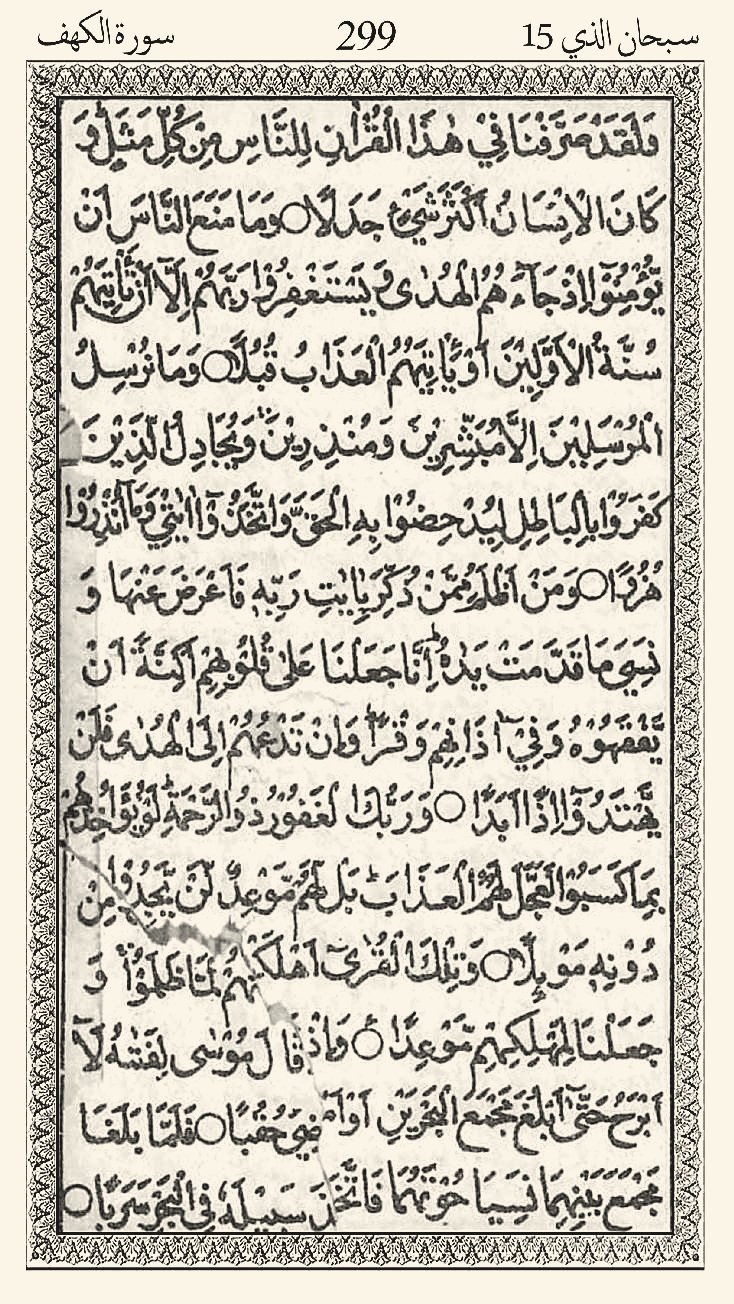 سبحان الذي 15
299
سورة الكهف
وَلَقَدْ صَرَّفْنَا فِيْ هٰذَا الْقُرْاٰنِ لِلنَّاسِ مِنْ كُلِّ مَثَلٍ وَ
كَانَ الْاِنْسَانُ اَكْثَرَ شَيْءٍ جَدَلًا ○ وَمَا مَنَعَ النَّاسَ اَنْ
يُّؤْمِنُوْۤا اِذْ جَآءَهُمُ الْهُدٰى وَيَسْتَغْفِرُوْا رَبَّهُمْ اِلَّاۤ اَنْ تَأْتِيَهُمْ
سُنَّةُ الْاَوَّلِيْنَ اَوْ يَأْتِيَهُمُ الْعَذَابُ قُبُلًا ○ وَمَا نُرْسِلُ
الْمُرْسَلِيْنَ اِلَّا مُبَشِّرِيْنَ وَمُنْذِرِيْنَ وَيُجَادِلُ الَّذِيْنَ
كَفَرُوْا بِالْبَاطِلِ لِيُدْحِضُوْا بِهِ الْحَقَّ وَاتَّخَذُوْۤا اٰيٰتِيْ وَمَاۤ اُنْذِرُوْا
هُزُوًا ○ وَمَنْ اَظْلَمُ مِمَّنْ ذُكِّرَ بِاٰيٰتِ رَبِّهٖ فَاَعْرَضَ عَنْهَا وَ
نَسِيَ مَا قَدَّمَتْ يَدٰهُ ؕ اِنَّا جَعَلْنَا عَلٰى قُلُوْبِهِمْ اَكِنَّةً اَنْ
يَّفْقَهُوْهُ وَفِيْۤ اٰذَانِهِمْ وَقْرًا ؕ وَاِنْ تَدْعُهُمْ اِلَى الْهُدٰى فَلَنْ
يَّهْتَدُوْۤا اِذًا اَبَدًا ○ وَرَبُّكَ الْغَفُوْرُ ذُو الرَّحْمَةِ ؕ لَوْ يُؤَاخِذُهُمْ
بِمَا كَسَبُوْا لَعَجَّلَ لَهُمُ الْعَذَابَ ؕ بَلْ لَّهُمْ مَّوْعِدٌ لَّنْ يَّجِدُوْا مِنْ
دُوْنِهٖ مَوْئِلًا ○ وَتِلْكَ الْقُرٰۤى اَهْلَكْنٰهُمْ لَمَّا ظَلَمُوْا وَ
جَعَلْنَا لِمَهْلِكِهِمْ مَّوْعِدًا ○ وَاِذْ قَالَ مُوْسٰى لِفَتٰىهُ لَاۤ
اَبْرَحُ حَتّٰۤى اَبْلُغَ مَجْمَعَ الْبَحْرَيْنِ اَوْ اَمْضِيَ حُقُبًا ○ فَلَمَّا بَلَغَا
مَجْمَعَ بَيْنِهِمَا نَسِيَا حُوْتَهُمَا فَاتَّخَذَ سَبِيْلَهٗ فِى الْبَحْرِ سَرَبًا ○